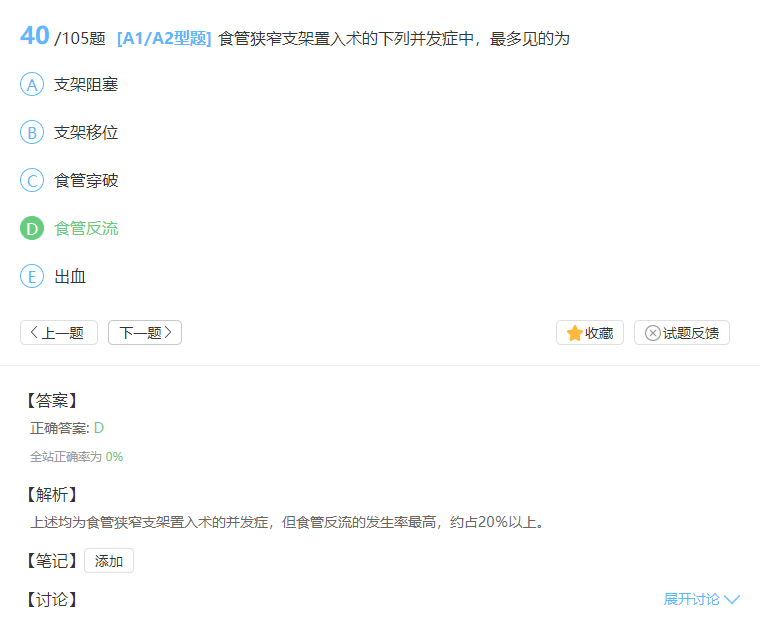 40 /105题 [A1/A2型题] 食管狭窄支架置入术的下列并发症中，最多见的为
A 支架阻塞
B 支架移位
C 食管穿破
D 食管反流
E 出血
上一题 下一题 收藏 试题反馈
【答案】
正确答案: D
全站正确率为 0%
【解析】
上述均为食管狭窄支架置入术的并发症，但食管反流的发生率最高，约占20%以上。
【笔记】 添加
【讨论】 展开讨论